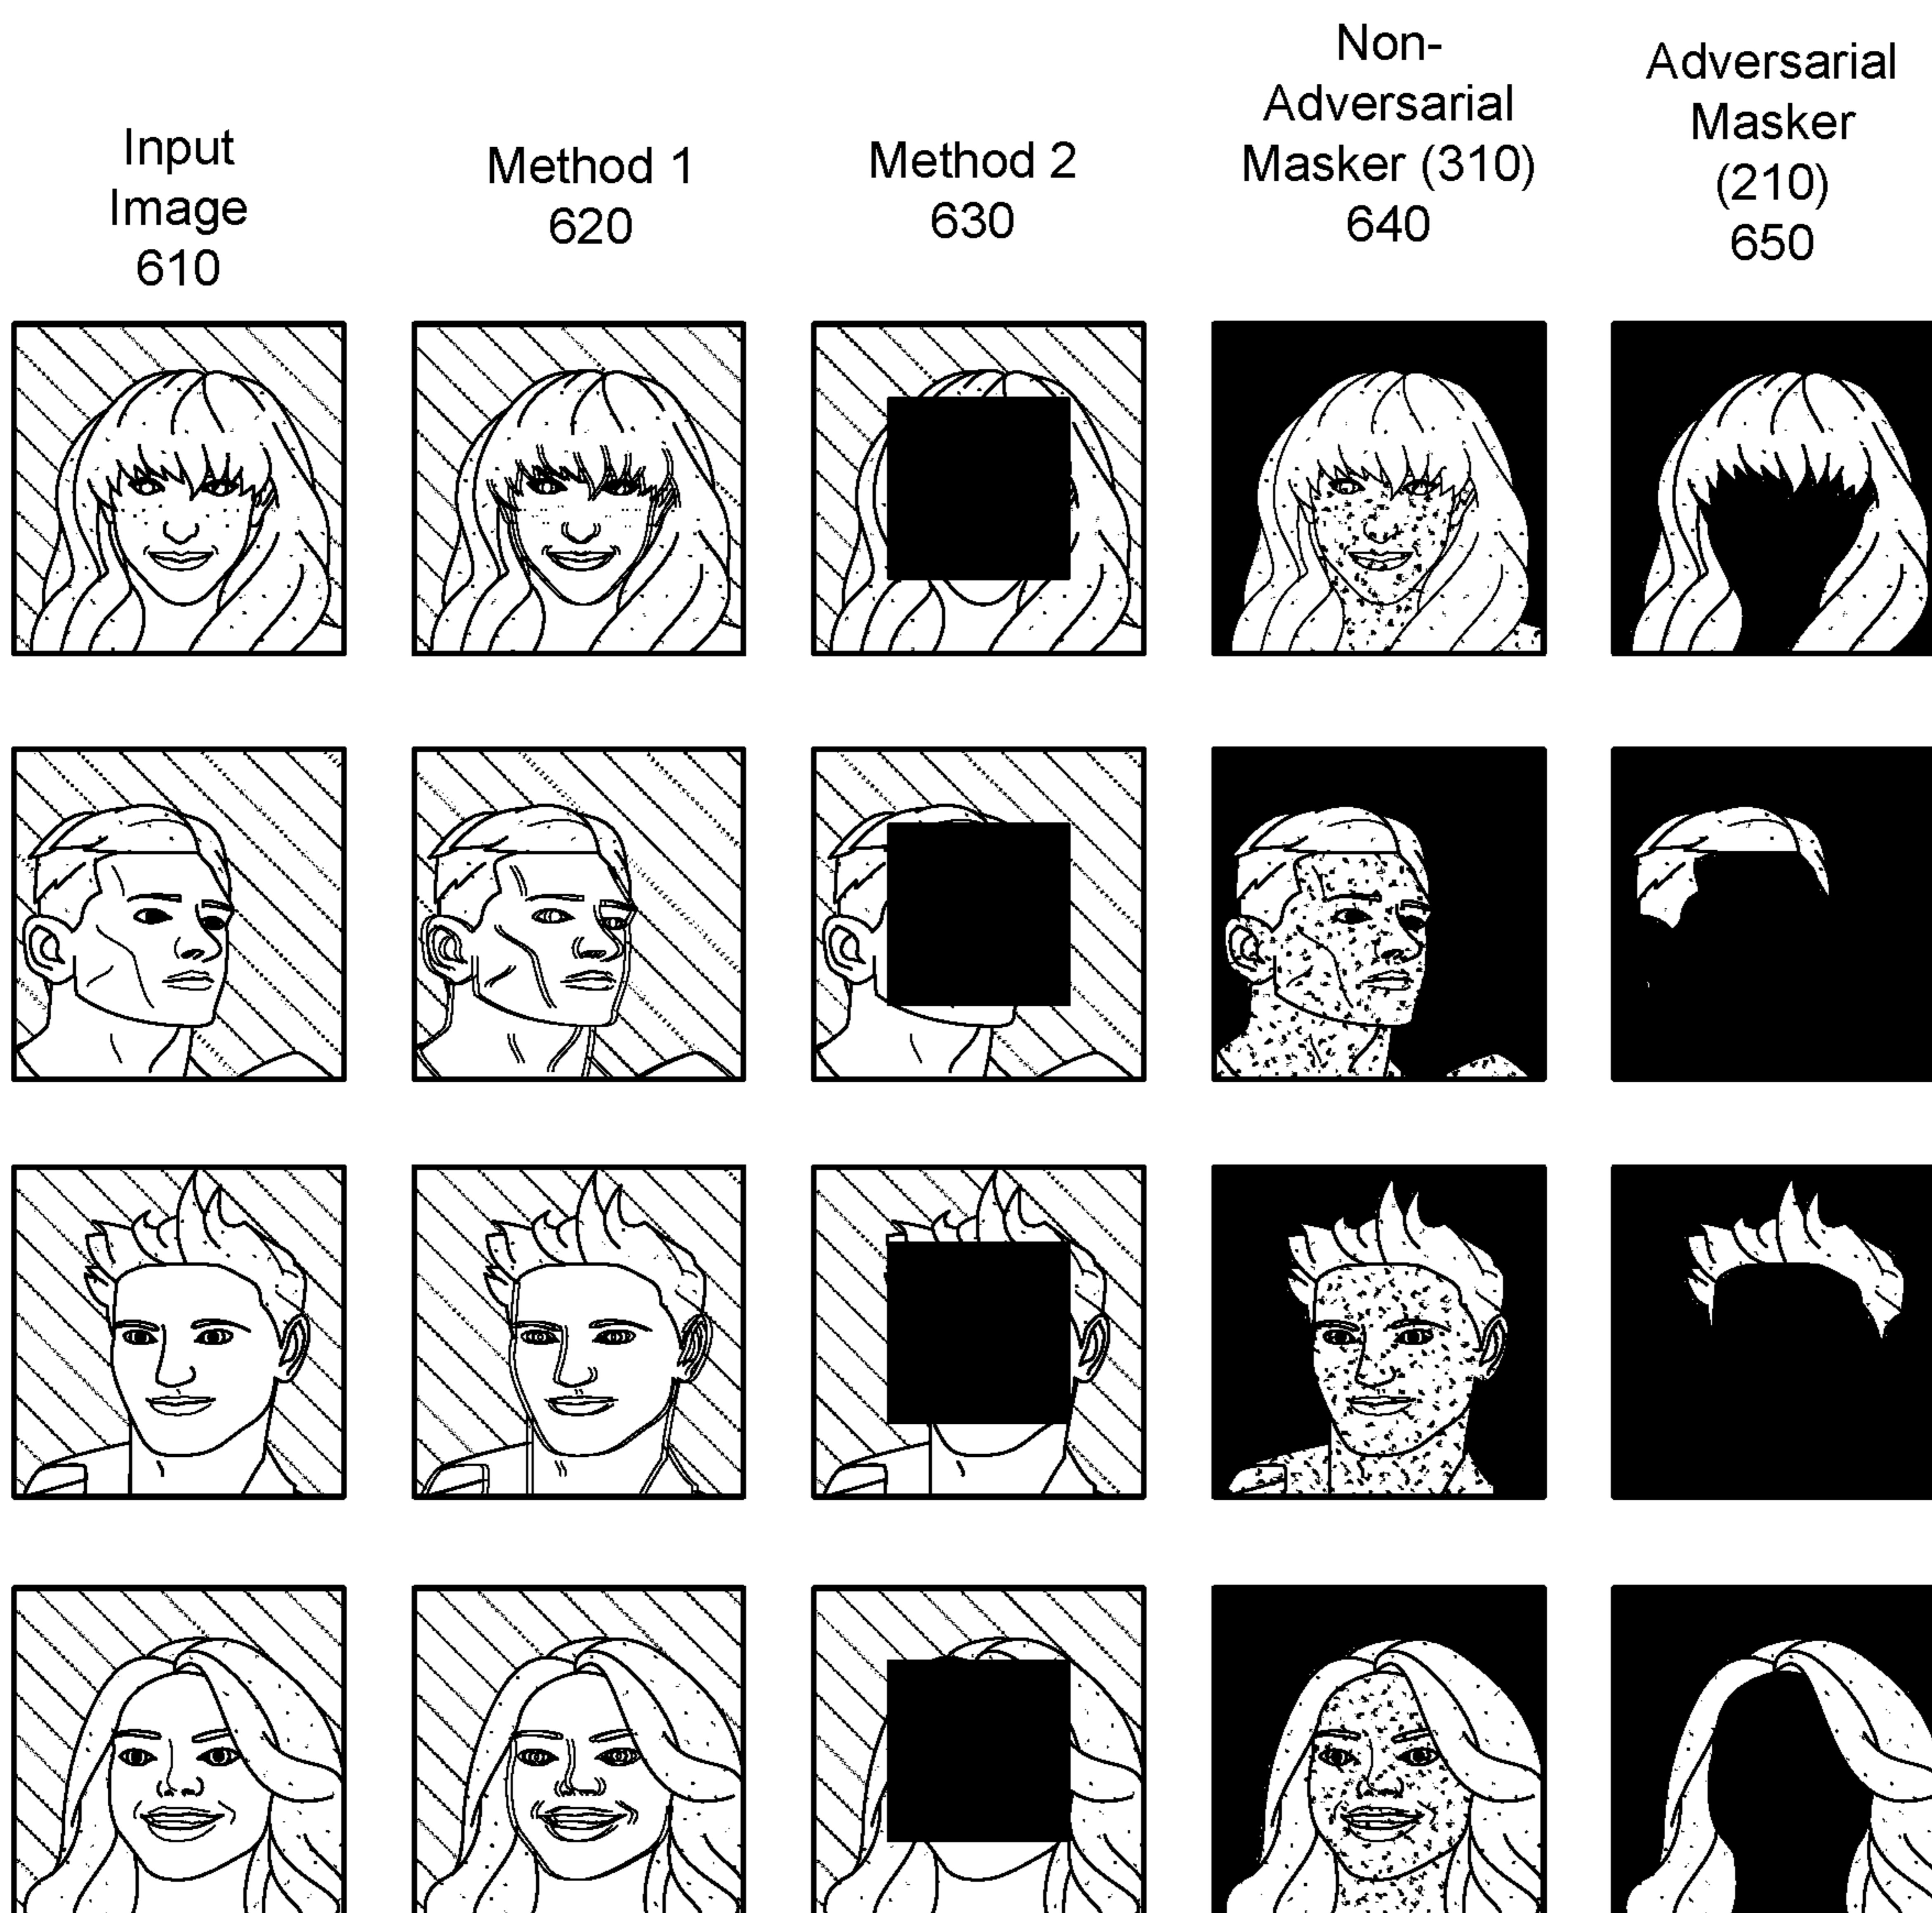 Input
Image
610
Method 1
620
Method 2
630
Non-
Adversarial
Masker (310)
640
Adversarial
Masker
(210)
650